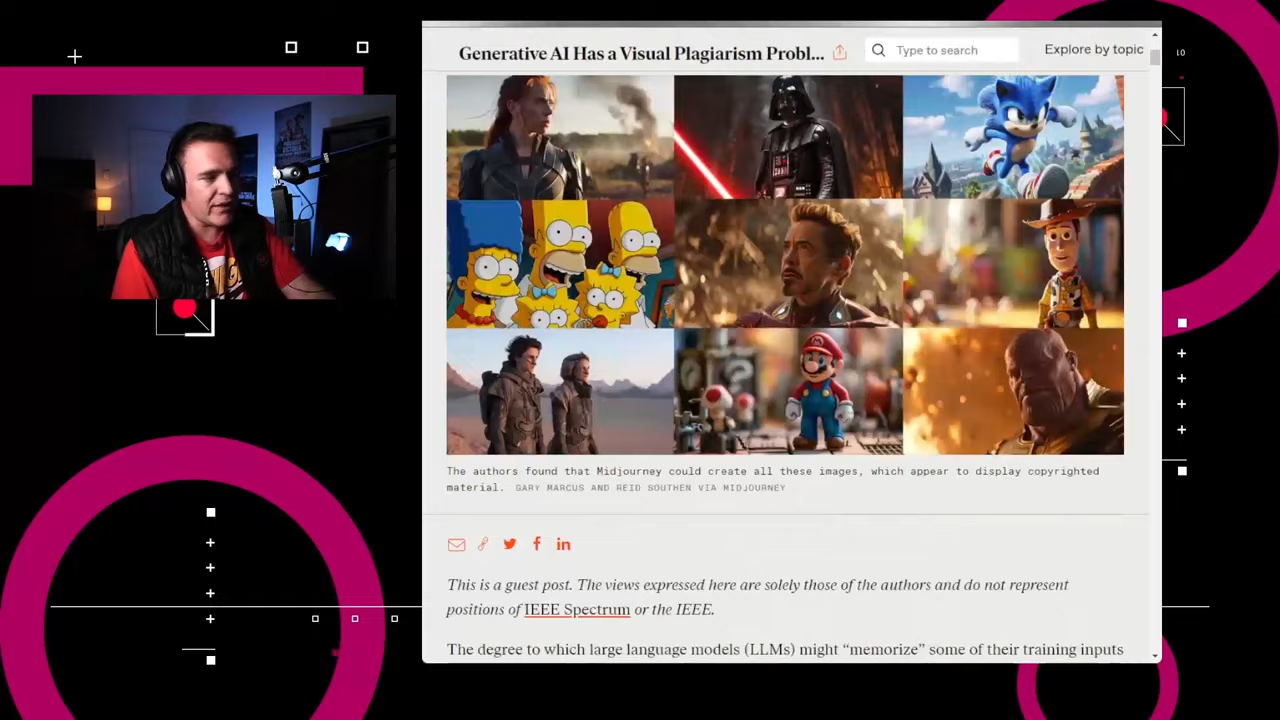 Generative AI Has a Visual Plagiarism Probl...
Type to search
Explore by topic
The authors found that Midjourney could create all these images, which appear to display copyrighted
material. GARY MARCUS AND REID SOUTHEN VIA MIDJOURNEY
This is a guest post. The views expressed here are solely those of the authors and do not represent
positions of IEEE Spectrum or the IEEE.
The degree to which large language models (LLMs) might “memorize” some of their training inputs